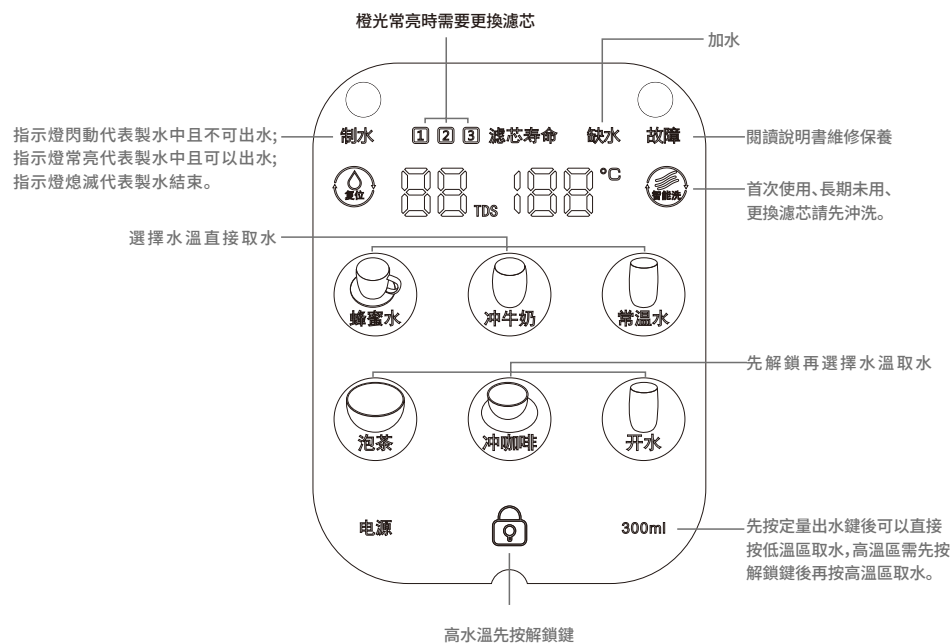 橙光常亮時需要更換濾芯
加水
指示燈閃動代表製水中且不可出水;
指示燈常亮代表製水中且可以出水;
指示燈熄滅代表製水結束。
制水 1 2 3 滤芯寿命 缺水 故障
閱讀說明書維修保養
复位 88 TDS 188 °C 智能洗
首次使用、長期未用、
更換濾芯請先沖洗。
選擇水溫直接取水
蜂蜜水 冲牛奶 常温水
先解鎖再選擇水溫取水
泡茶 冲咖啡 开水
电源 300ml
先按定量出水鍵後可以直接
按低溫區取水，高溫區需先按
解鎖鍵後再按高溫區取水。
高水溫先按解鎖鍵